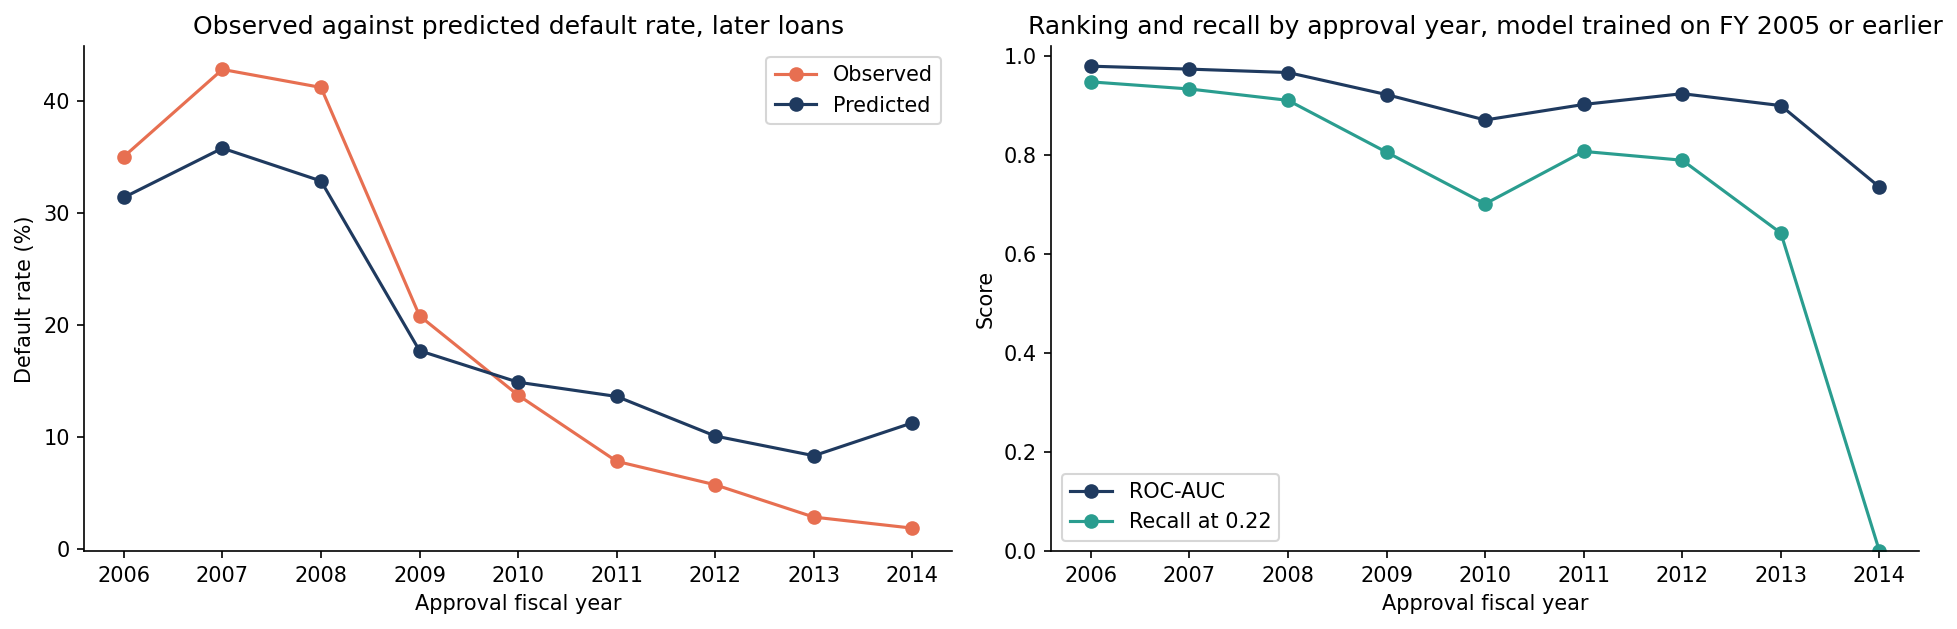 Observed against predicted default rate, later loans
Observed
Predicted
Default rate (%)
40
30
20
10
0
2006 2007 2008 2009 2010 2011 2012 2013 2014
Approval fiscal year
Ranking and recall by approval year, model trained on FY 2005 or earlier
Score
1.0
0.8
0.6
0.4
0.2
0.0
ROC-AUC
Recall at 0.22
2006 2007 2008 2009 2010 2011 2012 2013 2014
Approval fiscal year